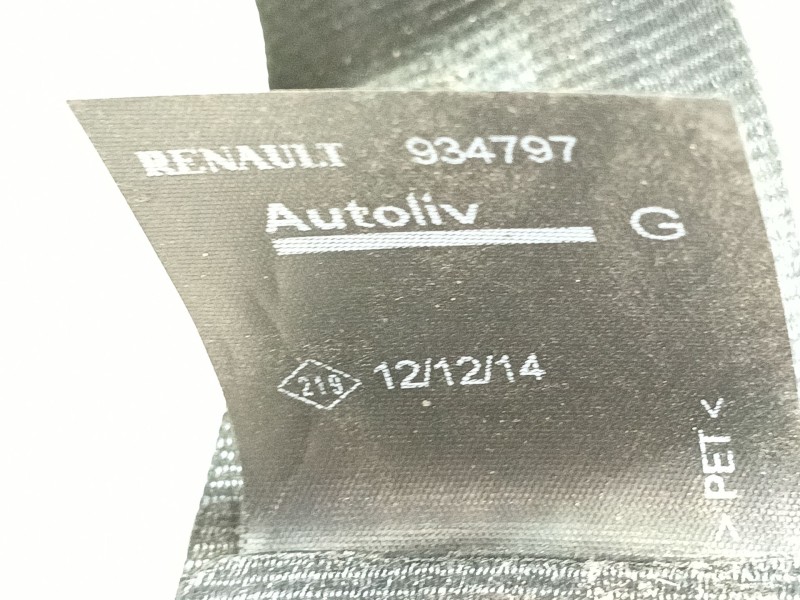 RENAULT 934797
Autoliv G
219 12/12/14
> PET <